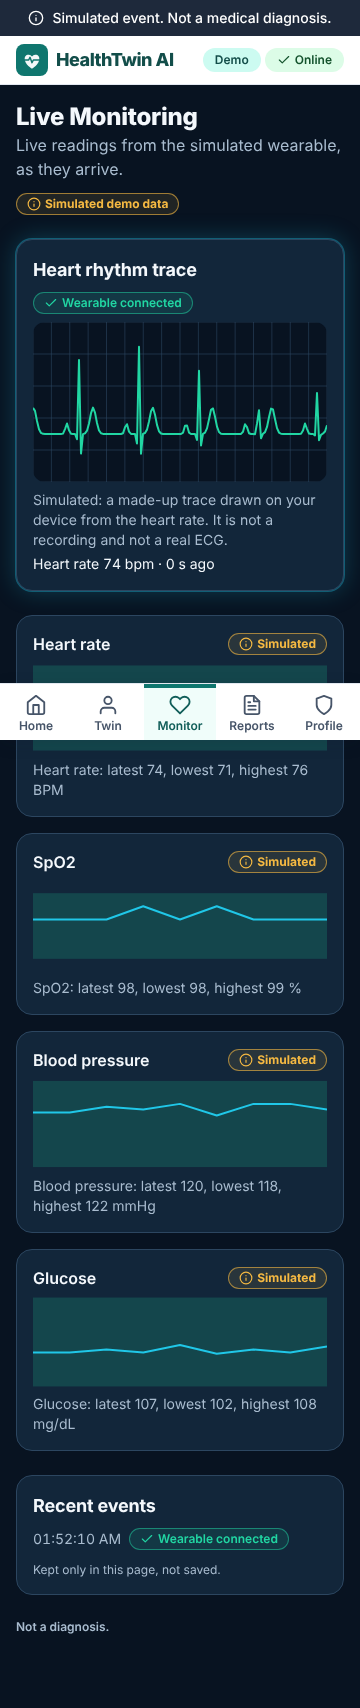 Simulated event. Not a medical diagnosis.
HealthTwin AI
Demo
Online
Live Monitoring
Live readings from the simulated wearable,
as they arrive.
Simulated demo data
Heart rhythm trace
Wearable connected
Simulated: a made-up trace drawn on your
device from the heart rate. It is not a
recording and not a real ECG.
Heart rate 74 bpm · 0 s ago
Heart rate
Simulated
Home
Twin
Monitor
Reports
Profile
Heart rate: latest 74, lowest 71, highest 76
BPM
SpO2
Simulated
SpO2: latest 98, lowest 98, highest 99 %
Blood pressure
Simulated
Blood pressure: latest 120, lowest 118,
highest 122 mmHg
Glucose
Simulated
Glucose: latest 107, lowest 102, highest 108
mg/dL
Recent events
01:52:10 AM
Wearable connected
Kept only in this page, not saved.
Not a diagnosis.